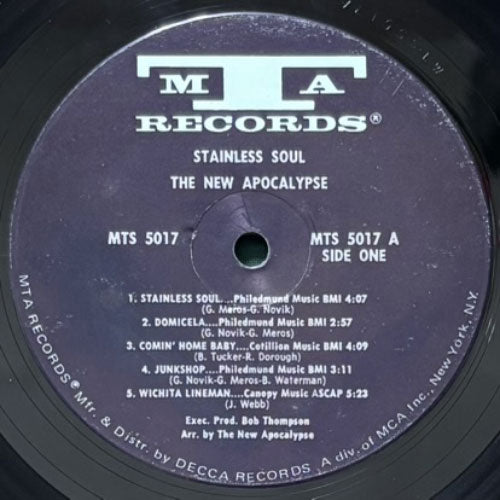 MTA
RECORDS®
STAINLESS SOUL
THE NEW APOCALYPSE
MTS 5017
MTS 5017 A
SIDE ONE
1. STAINLESS SOUL....Philedmund Music BMI 4:07
(G. Meros-G. Novik)
2. DOMICELA....Philedmund Music BMI 2:57
(G. Novik-G. Meros)
3. COMIN' HOME BABY....Cotillion Music BMI 4:09
(B. Tucker-R. Dorough)
4. JUNKSHOP....Philedmund Music BMI 3:11
(G. Novik-G. Meros-B. Waterman)
5. WICHITA LINEMAN....Canopy Music ASCAP 5:23
(J. Webb)
Exec. Prod. Bob Thompson
Arr. by The New Apocalypse
MTA RECORDS® Mfr. & Distr. by DECCA RECORDS A div. of MCA Inc., New York, N.Y.